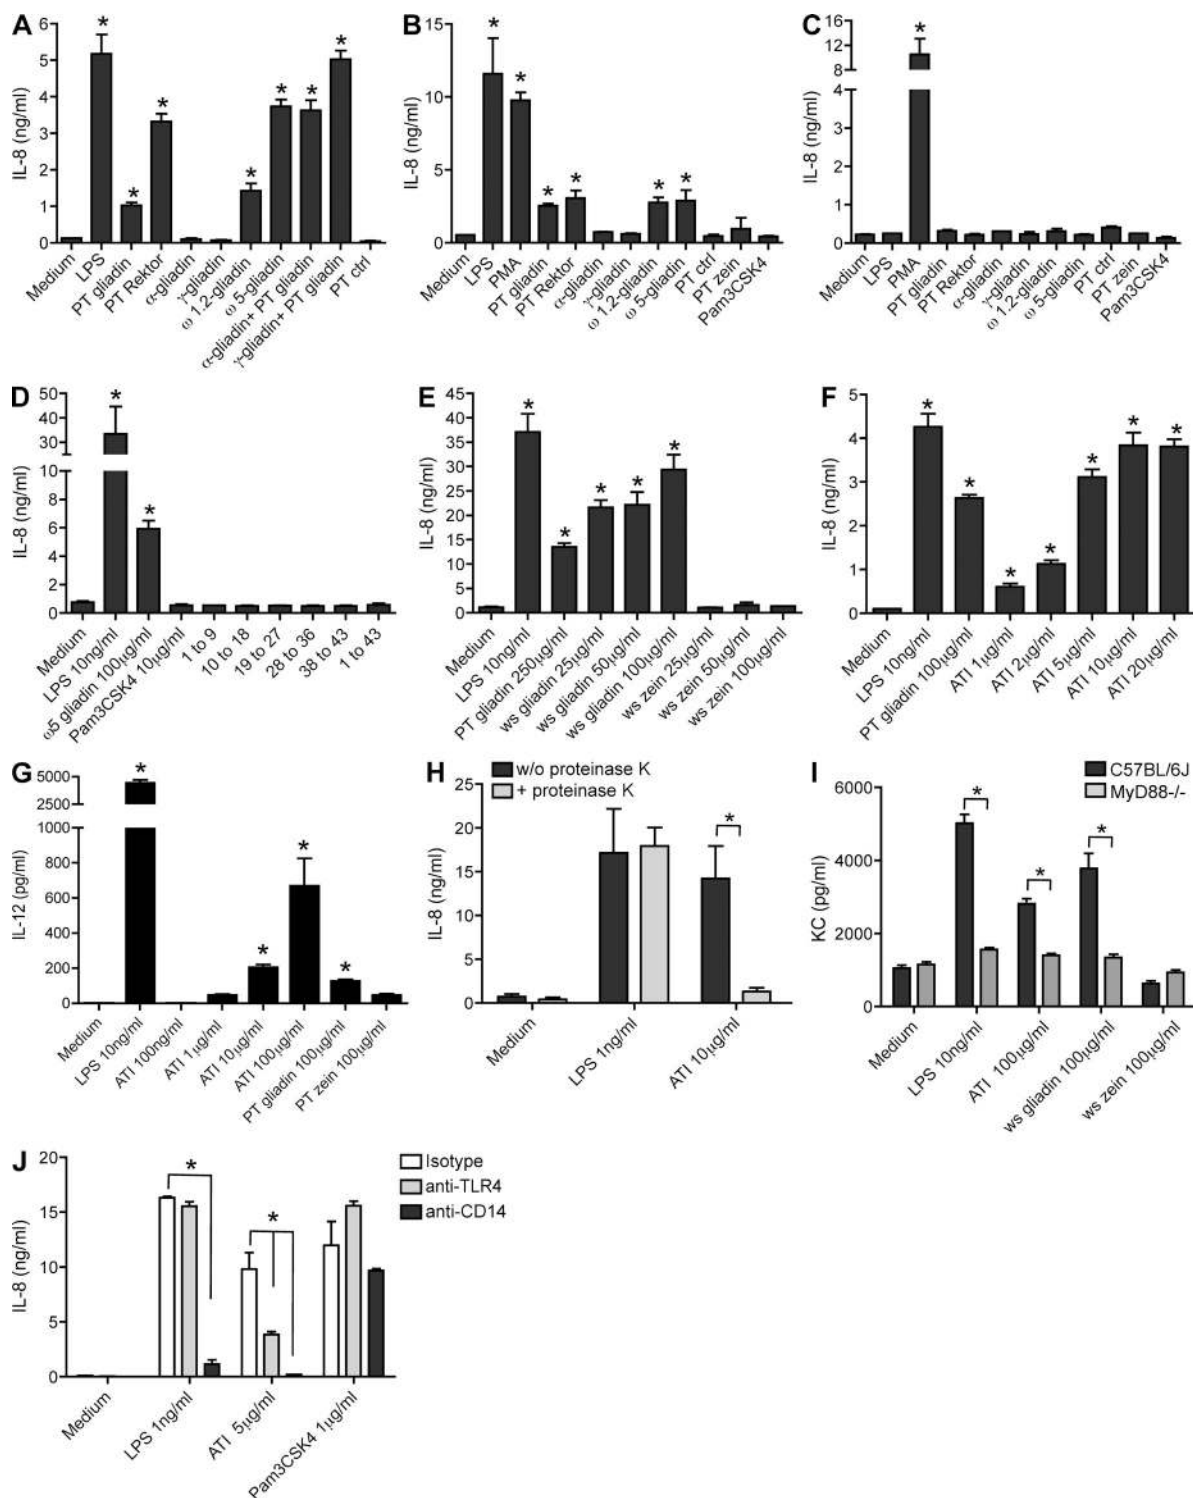 A
IL-8 (ng/ml)
6
5
4
3
2
1
0
* * * * * * *
Medium
LPS
PT gliadin
PT Rektor
α-gliadin
γ-gliadin
ω 1.2-gliadin
ω 5-gliadin
α-gliadin+ PT gliadin
γ-gliadin+ PT gliadin
PT ctrl
B
IL-8 (ng/ml)
15
10
5
0
* * * * * *
Medium
LPS
PMA
PT gliadin
PT Rektor
α-gliadin
γ-gliadin
ω 1.2-gliadin
ω 5-gliadin
PT ctrl
PT zein
Pam3CSK4
C
IL-8 (ng/ml)
16
12
8
4
3
2
1
0
*
Medium
LPS
PMA
PT gliadin
PT Rektor
α-gliadin
γ-gliadin
ω 1.2-gliadin
ω 5-gliadin
PT ctrl
PT zein
Pam3CSK4
D
IL-8 (ng/ml)
50
40
30
10
8
6
4
2
0
* *
Medium
LPS 10ng/ml
ω5 gliadin 100µg/ml
Pam3CSK4 10µg/ml
1 to 9
10 to 18
19 to 27
28 to 36
38 to 43
1 to 43
E
IL-8 (ng/ml)
45
40
35
30
25
20
15
10
5
0
* * * * *
Medium
LPS 10ng/ml
PT gliadin 250µg/ml
ws gliadin 25µg/ml
ws gliadin 50µg/ml
ws gliadin 100µg/ml
ws zein 25µg/ml
ws zein 50µg/ml
ws zein 100µg/ml
F
IL-8 (ng/ml)
5
4
3
2
1
0
* * * * * * *
Medium
LPS 10ng/ml
PT gliadin 100µg/ml
ATI 1µg/ml
ATI 2µg/ml
ATI 5µg/ml
ATI 10µg/ml
ATI 20µg/ml
G
IL-12 (pg/ml)
5000
2500
1000
800
600
400
200
0
* * * *
Medium
LPS 10ng/ml
ATI 100ng/ml
ATI 1µg/ml
ATI 10µg/ml
ATI 100µg/ml
PT gliadin 100µg/ml
PT zein 100µg/ml
H
w/o proteinase K
+ proteinase K
IL-8 (ng/ml)
25
20
15
10
5
0
*
Medium
LPS 1ng/ml
ATI 10µg/ml
I
C57BL/6J
MyD88-/-
KC (pg/ml)
6000
4000
2000
0
* * *
Medium
LPS 10ng/ml
ATI 100µg/ml
ws gliadin 100µg/ml
ws zein 100µg/ml
J
Isotype
anti-TLR4
anti-CD14
IL-8 (ng/ml)
20
15
10
5
0
* *
Medium
LPS 1ng/ml
ATI 5µg/ml
Pam3CSK4 1µg/ml